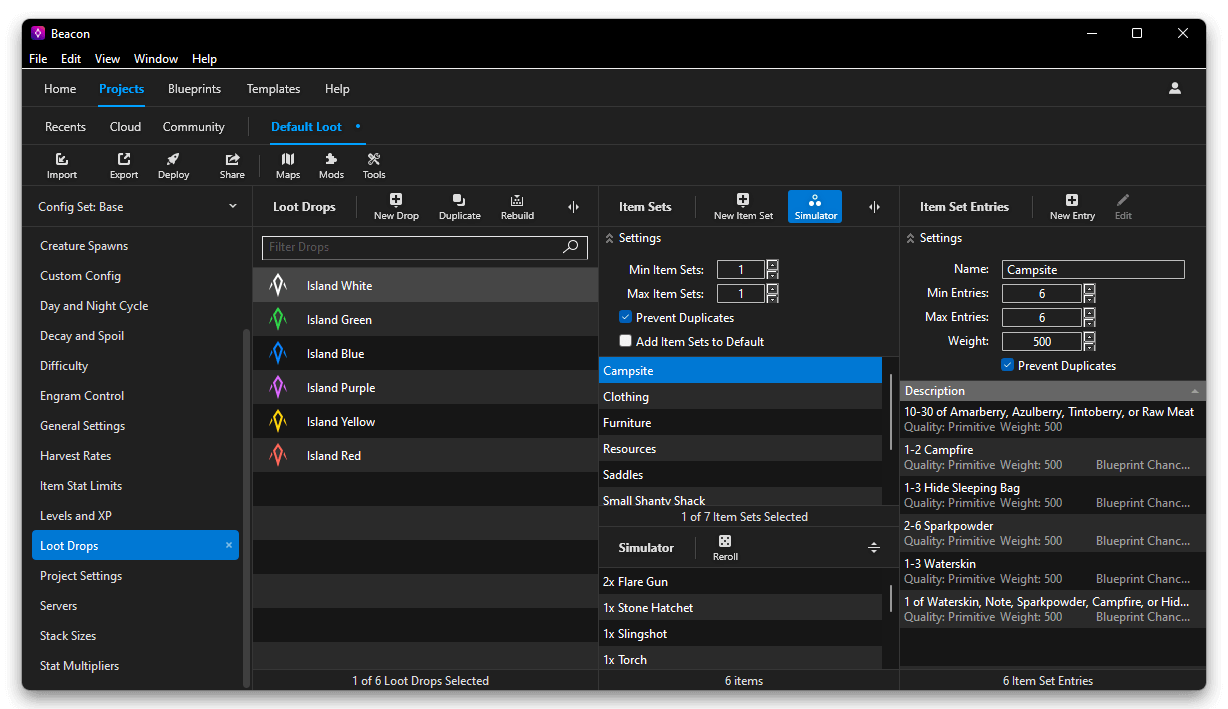 Beacon
File Edit View Window Help
Home Projects Blueprints Templates Help
Recents Cloud Community Default Loot •
Import Export Deploy Share Maps Mods Tools
Config Set: Base
Creature Spawns
Custom Config
Day and Night Cycle
Decay and Spoil
Difficulty
Engram Control
General Settings
Harvest Rates
Item Stat Limits
Levels and XP
Loot Drops ×
Project Settings
Servers
Stack Sizes
Stat Multipliers
Loot Drops New Drop Duplicate Rebuild
Filter Drops
Island White
Island Green
Island Blue
Island Purple
Island Yellow
Island Red
1 of 6 Loot Drops Selected
Item Sets New Item Set Simulator
Settings
Min Item Sets: 1
Max Item Sets: 1
Prevent Duplicates
Add Item Sets to Default
Campsite
Clothing
Furniture
Resources
Saddles
Small Shanty Shack
1 of 7 Item Sets Selected
Simulator Reroll
2x Flare Gun
1x Stone Hatchet
1x Slingshot
1x Torch
6 items
Item Set Entries New Entry Edit
Settings
Name: Campsite
Min Entries: 6
Max Entries: 6
Weight: 500
Prevent Duplicates
Description
10-30 of Amarberry, Azulberry, Tintoberry, or Raw Meat
Quality: Primitive Weight: 500
1-2 Campfire
Quality: Primitive Weight: 500 Blueprint Chanc...
1-3 Hide Sleeping Bag
Quality: Primitive Weight: 500 Blueprint Chanc...
2-6 Sparkpowder
Quality: Primitive Weight: 500 Blueprint Chanc...
1-3 Waterskin
Quality: Primitive Weight: 500 Blueprint Chanc...
1 of Waterskin, Note, Sparkpowder, Campfire, or Hid...
Quality: Primitive Weight: 500 Blueprint Chanc...
6 Item Set Entries